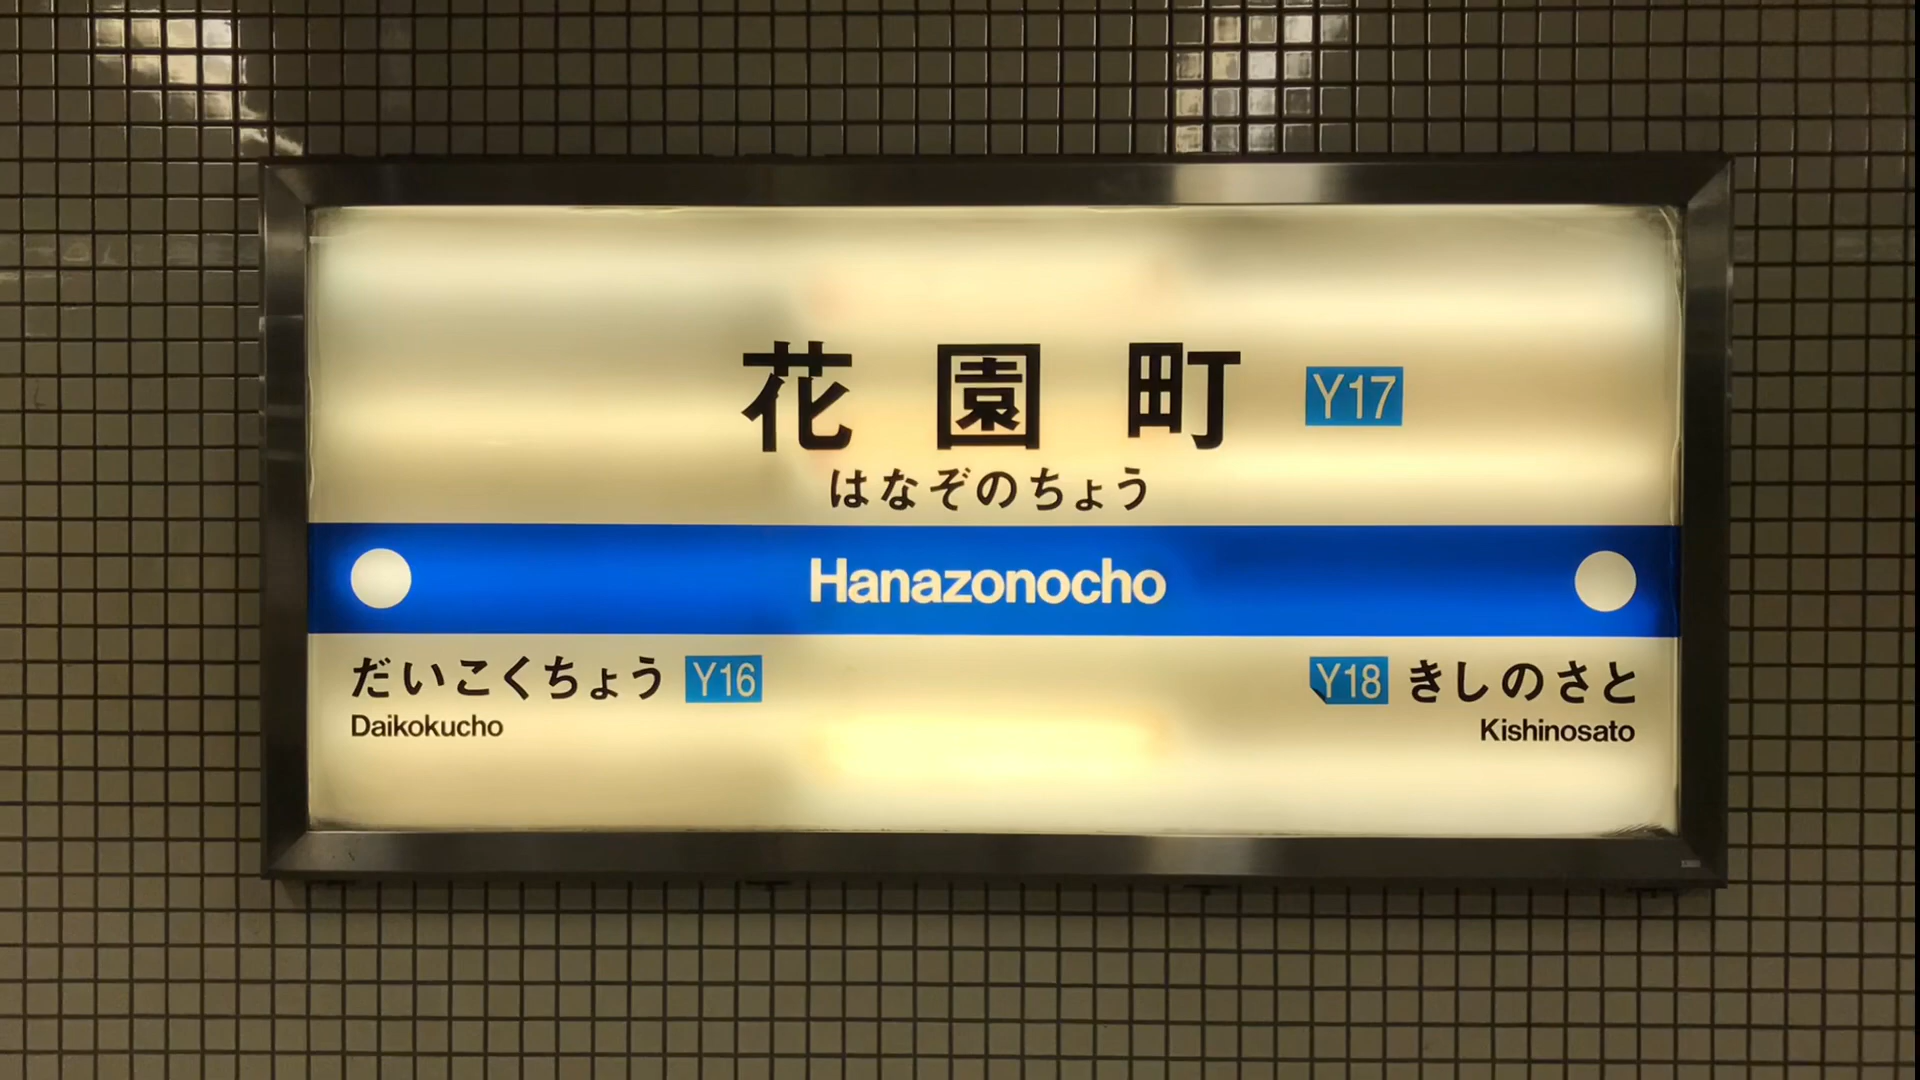 花園町 Y17
はなぞのちょう
Hanazonocho
だいこくちょう Y16
Daikokucho
Y18 きしのさと
Kishinosato